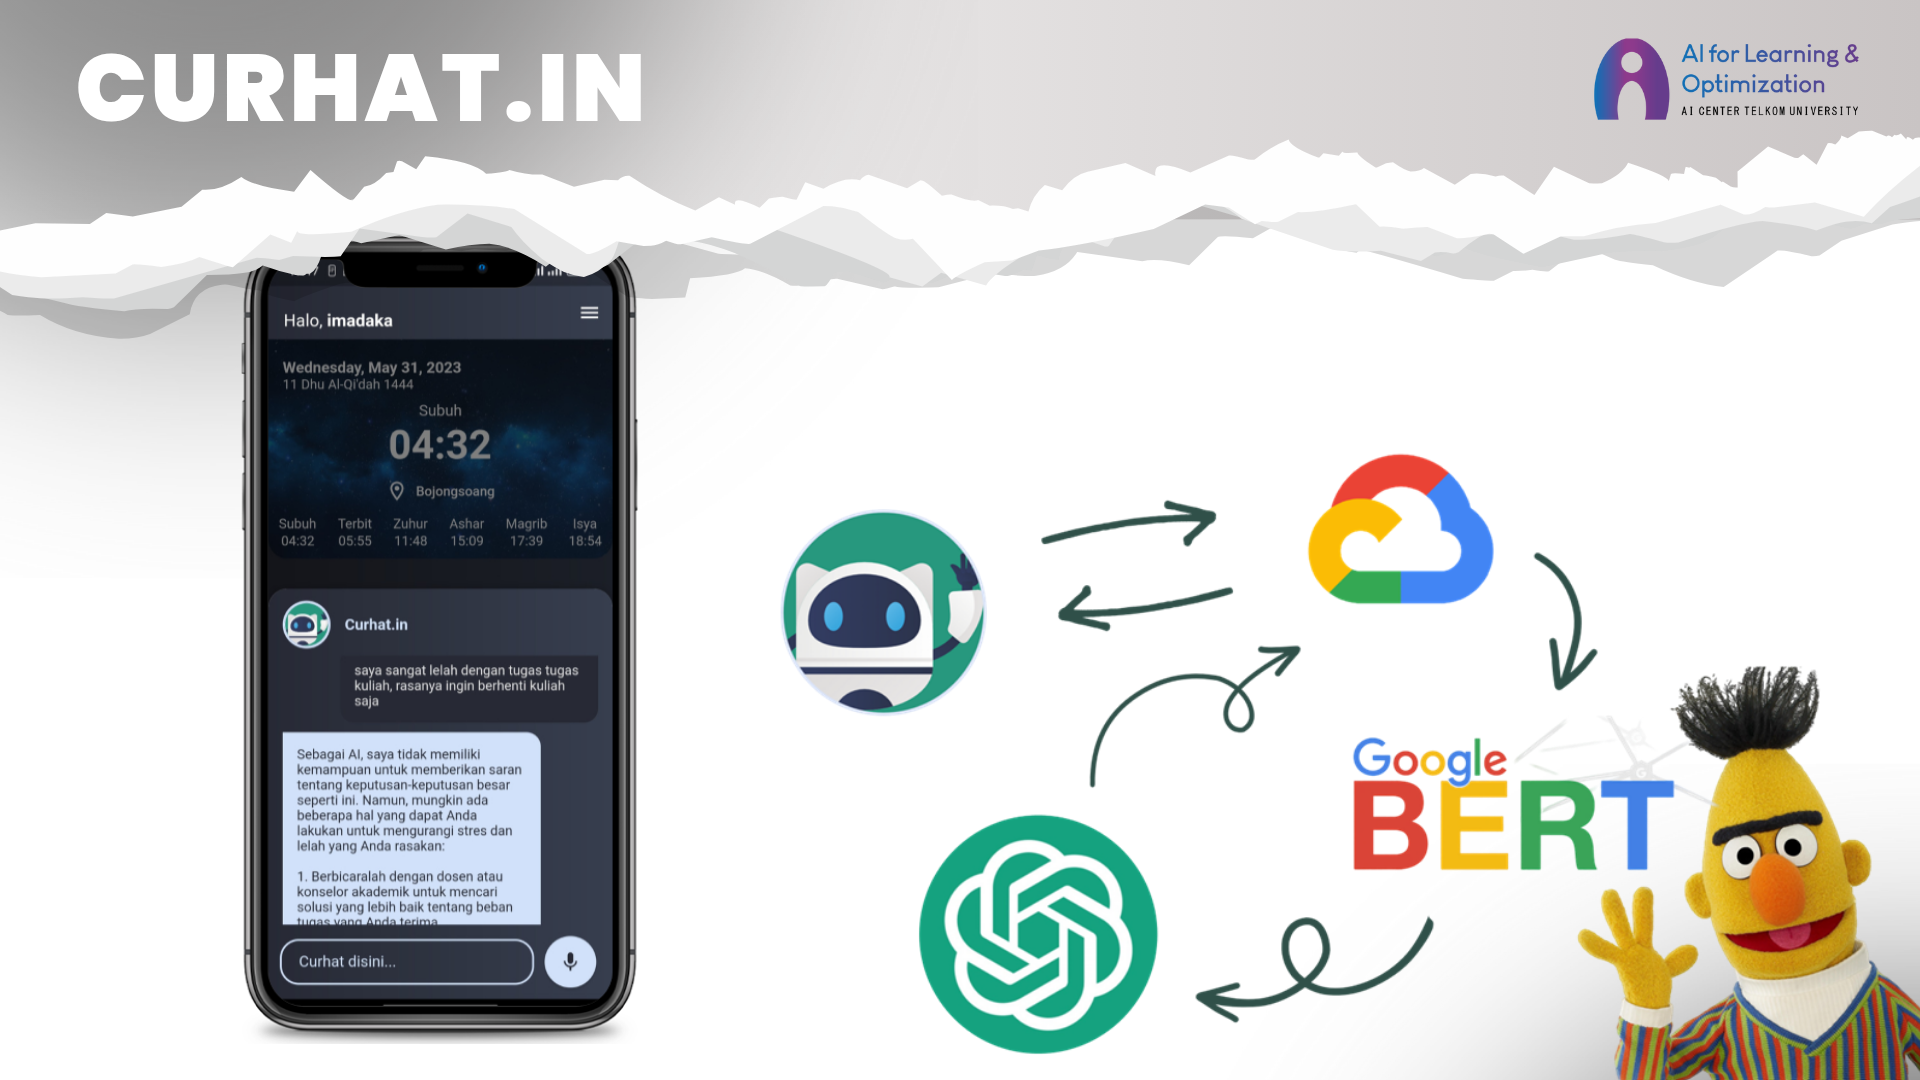 CURHAT.IN
AI for Learning &
Optimization
AI CENTER TELKOM UNIVERSITY
Halo, imadaka
Wednesday, May 31, 2023
11 Dhu Al-Qi'dah 1444
Subuh
04:32
Bojongsoang
Subuh Terbit Zuhur Ashar Magrib Isya
04:32 05:55 11:48 15:09 17:39 18:54
Curhat.in
saya sangat lelah dengan tugas tugas
kuliah, rasanya ingin berhenti kuliah
saja
Sebagai AI, saya tidak memiliki
kemampuan untuk memberikan saran
tentang keputusan-keputusan besar
seperti ini. Namun, mungkin ada
beberapa hal yang dapat Anda
lakukan untuk mengurangi stres dan
lelah yang Anda rasakan:
1. Berbicaralah dengan dosen atau
konselor akademik untuk mencari
solusi yang lebih baik tentang beban
tugas yang Anda terima
Curhat disini...
Google
BERT